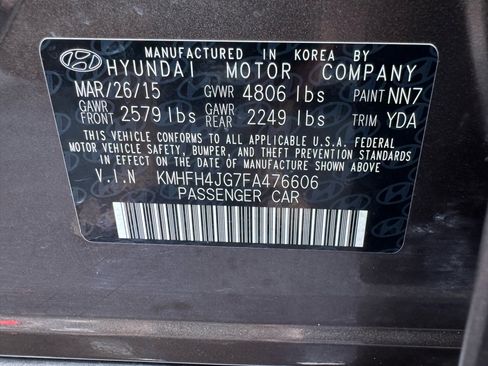 MANUFACTURED IN KOREA BY
HYUNDAI MOTOR COMPANY
MAR/26/15 GVWR 4806 lbs PAINT NN7
GAWR FRONT 2579 lbs GAWR REAR 2249 lbs TRIM YDA
THIS VEHICLE CONFORMS TO ALL APPLICABLE U.S.A. FEDERAL
MOTOR VEHICLE SAFETY, BUMPER, AND THEFT PREVENTION STANDARDS
IN EFFECT ON THE DATE OF MANUFACTURE SHOWN ABOVE
V.I.N KMHFH4JG7FA476606
PASSENGER CAR